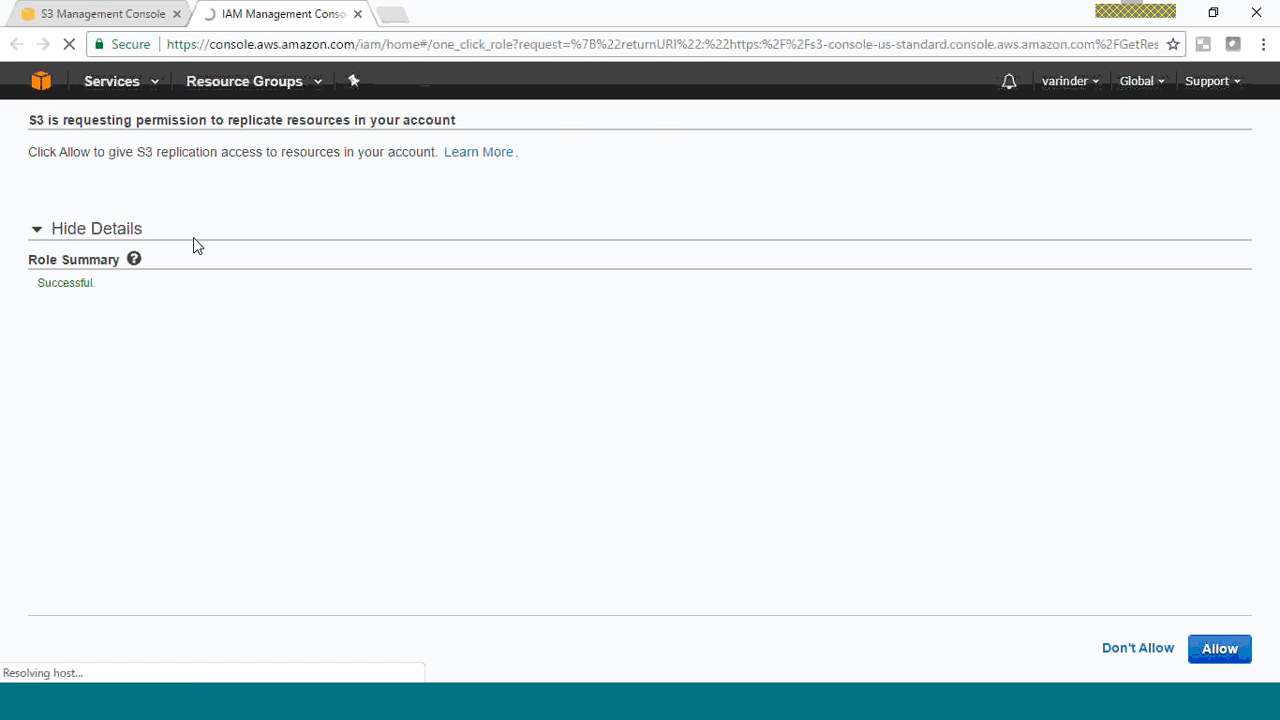 S3 Management Console
IAM Management Conso
Secure https://console.aws.amazon.com/iam/home#/one_click_role?request=%7B%22returnURI%22:%22https:%2F%2Fs3-console-us-standard.console.aws.amazon.com%2FGetRes
Services Resource Groups varinder Global Support
S3 is requesting permission to replicate resources in your account
Click Allow to give S3 replication access to resources in your account. Learn More.
Hide Details
Role Summary ?
Successful.
Don't Allow Allow
Resolving host...